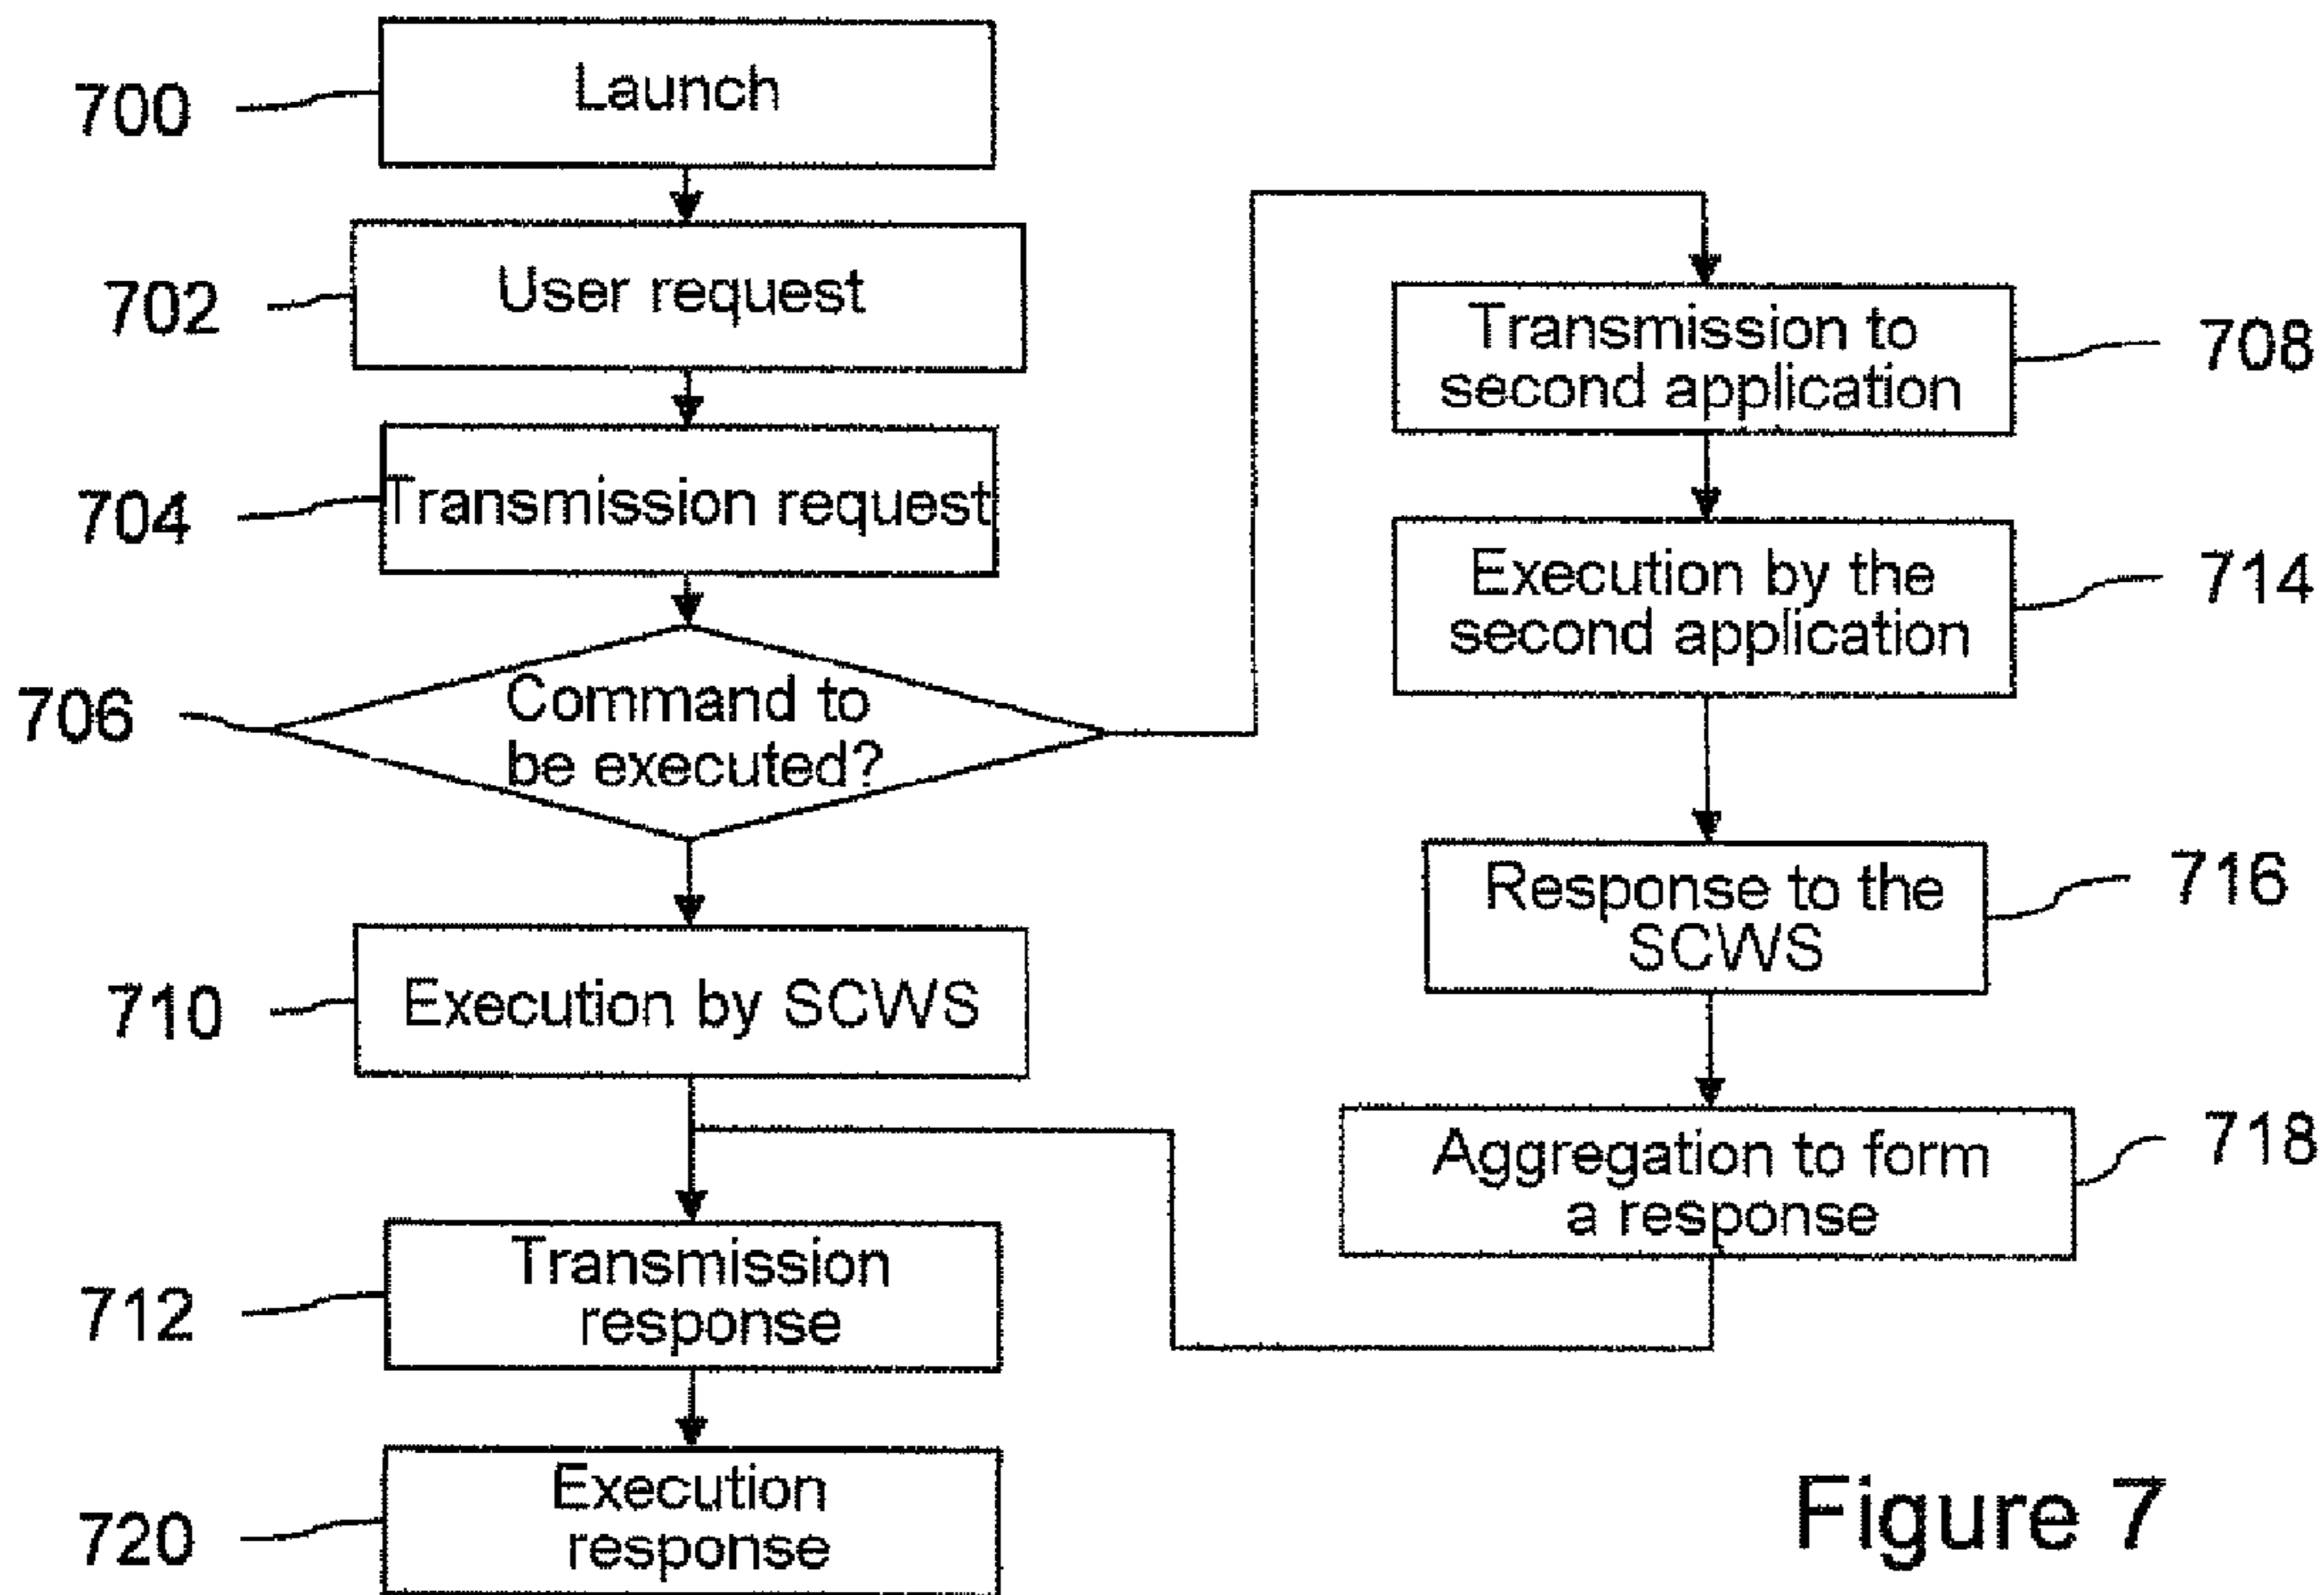 700
Launch
702
User request
704
Transmission request
706
Command to
be executed?
710
Execution by SCWS
712
Transmission
response
720
Execution
response
Transmission to
second application
708
Execution by the
second application
714
Response to the
SCWS
716
Aggregation to form
a response
718
Figure 7